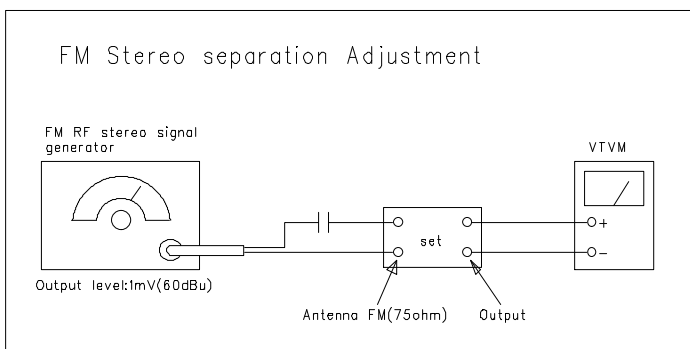 FM Stereo separation Adjustment
FM RF stereo signal
generator
VTVM
set
+
-
Output level:1mV(60dBu)
Antenna FM(75ohm)
Output